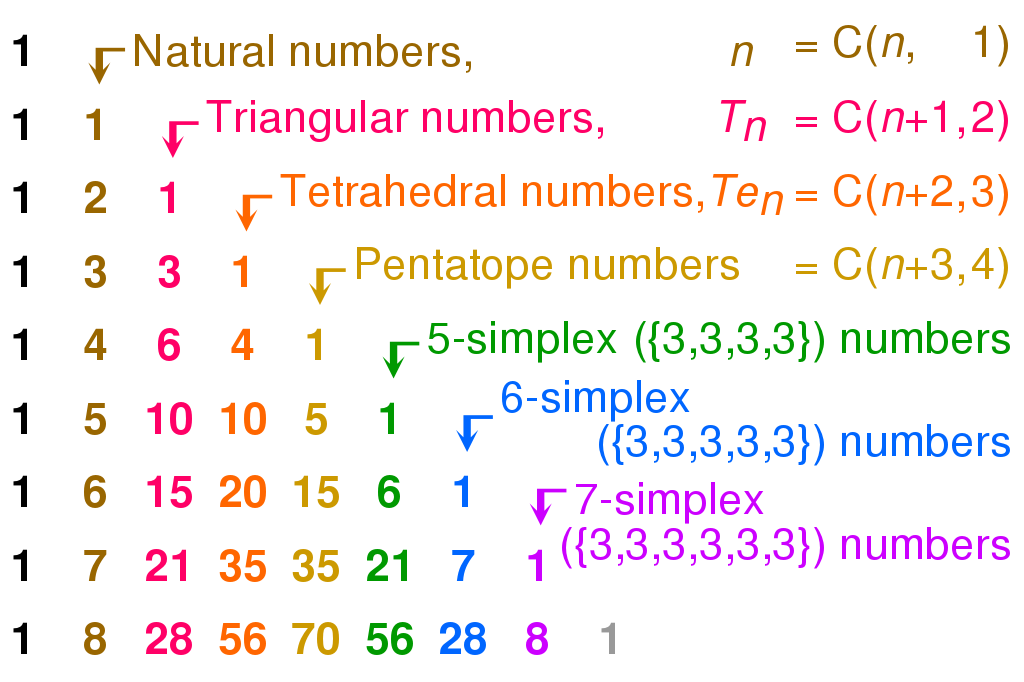 1 Natural numbers, n = C(n, 1)
1 1 Triangular numbers, Tn = C(n+1,2)
1 2 1 Tetrahedral numbers, Ten = C(n+2,3)
1 3 3 1 Pentatope numbers = C(n+3,4)
1 4 6 4 1 5-simplex ({3,3,3,3}) numbers
6-simplex
1 5 10 10 5 1 ({3,3,3,3,3}) numbers
1 6 15 20 15 6 1 7-simplex
1 7 21 35 35 21 7 1 ({3,3,3,3,3,3}) numbers
1 8 28 56 70 56 28 8 1